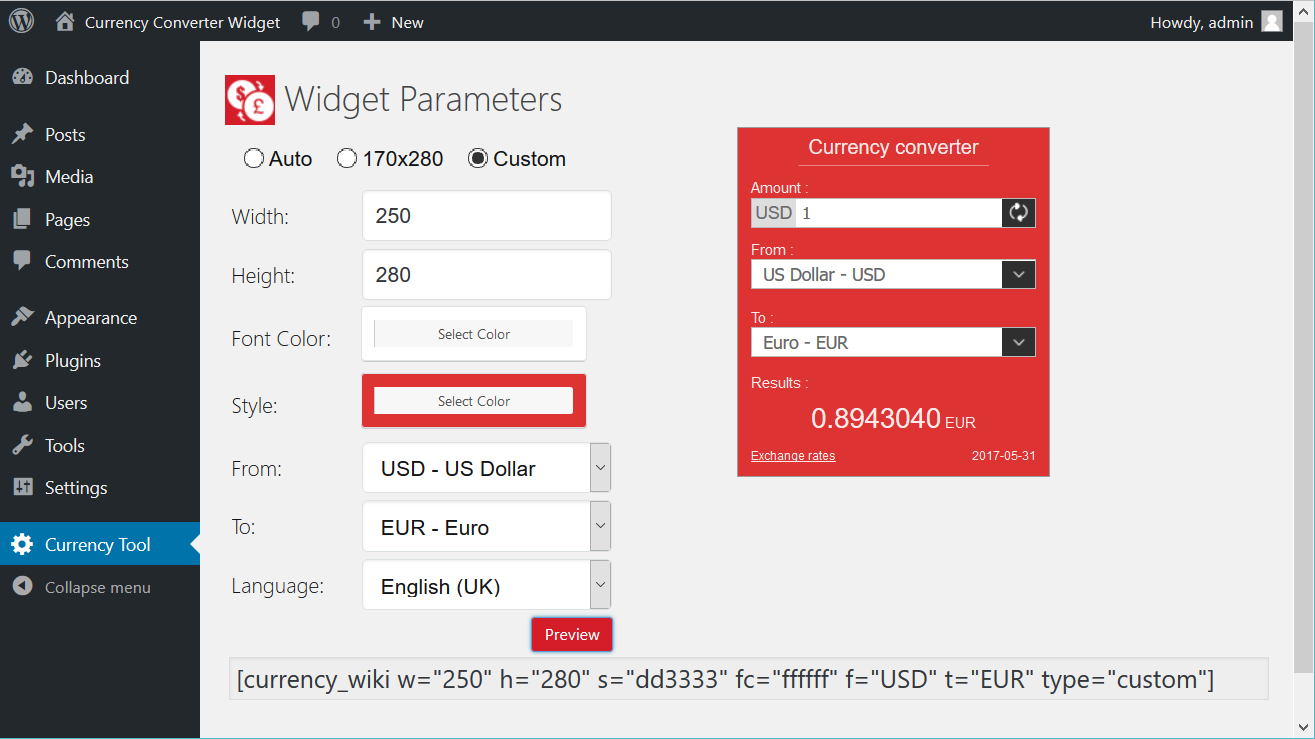 Currency Converter Widget 0 New Howdy, admin
Dashboard
Posts
Media
Pages
Comments
Appearance
Plugins
Users
Tools
Settings
Currency Tool
Collapse menu
Widget Parameters
Auto 170x280 Custom
Width: 250
Height: 280
Font Color: Select Color
Style: Select Color
From: USD - US Dollar
To: EUR - Euro
Language: English (UK)
Preview
[currency_wiki w="250" h="280" s="dd3333" fc="ffffff" f="USD" t="EUR" type="custom"]
Currency converter
Amount :
USD 1
From :
US Dollar - USD
To :
Euro - EUR
Results :
0.8943040 EUR
Exchange rates 2017-05-31